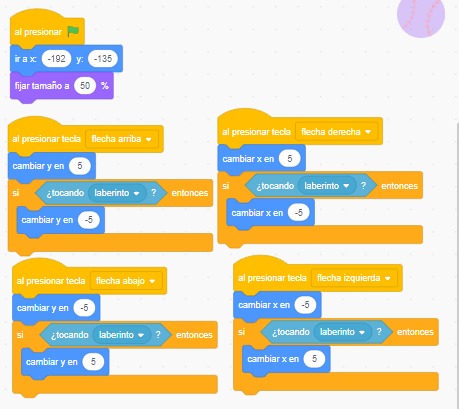 al presionar
ir a x: -192 y: -135
fijar tamaño a 50 %
al presionar tecla flecha arriba
cambiar y en 5
si ¿tocando laberinto ? entonces
cambiar y en -5
al presionar tecla flecha derecha
cambiar x en 5
si ¿tocando laberinto ? entonces
cambiar x en -5
al presionar tecla flecha abajo
cambiar y en -5
si ¿tocando laberinto ? entonces
cambiar y en 5
al presionar tecla flecha izquierda
cambiar x en -5
si ¿tocando laberinto ? entonces
cambiar x en 5